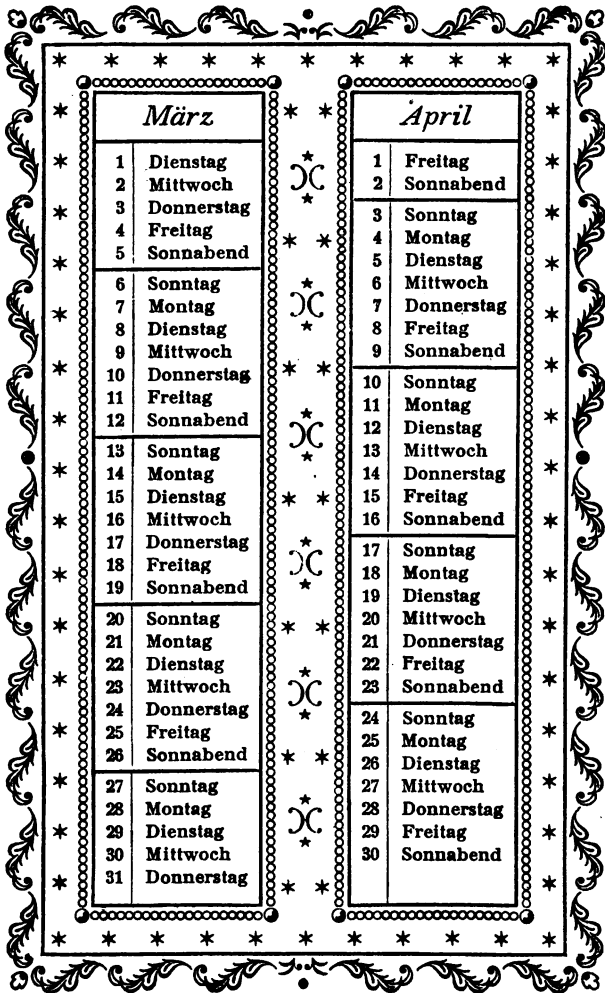 März
1 Dienstag
2 Mittwoch
3 Donnerstag
4 Freitag
5 Sonnabend
6 Sonntag
7 Montag
8 Dienstag
9 Mittwoch
10 Donnerstag
11 Freitag
12 Sonnabend
13 Sonntag
14 Montag
15 Dienstag
16 Mittwoch
17 Donnerstag
18 Freitag
19 Sonnabend
20 Sonntag
21 Montag
22 Dienstag
23 Mittwoch
24 Donnerstag
25 Freitag
26 Sonnabend
27 Sonntag
28 Montag
29 Dienstag
30 Mittwoch
31 Donnerstag
April
1 Freitag
2 Sonnabend
3 Sonntag
4 Montag
5 Dienstag
6 Mittwoch
7 Donnerstag
8 Freitag
9 Sonnabend
10 Sonntag
11 Montag
12 Dienstag
13 Mittwoch
14 Donnerstag
15 Freitag
16 Sonnabend
17 Sonntag
18 Montag
19 Dienstag
20 Mittwoch
21 Donnerstag
22 Freitag
23 Sonnabend
24 Sonntag
25 Montag
26 Dienstag
27 Mittwoch
28 Donnerstag
29 Freitag
30 Sonnabend